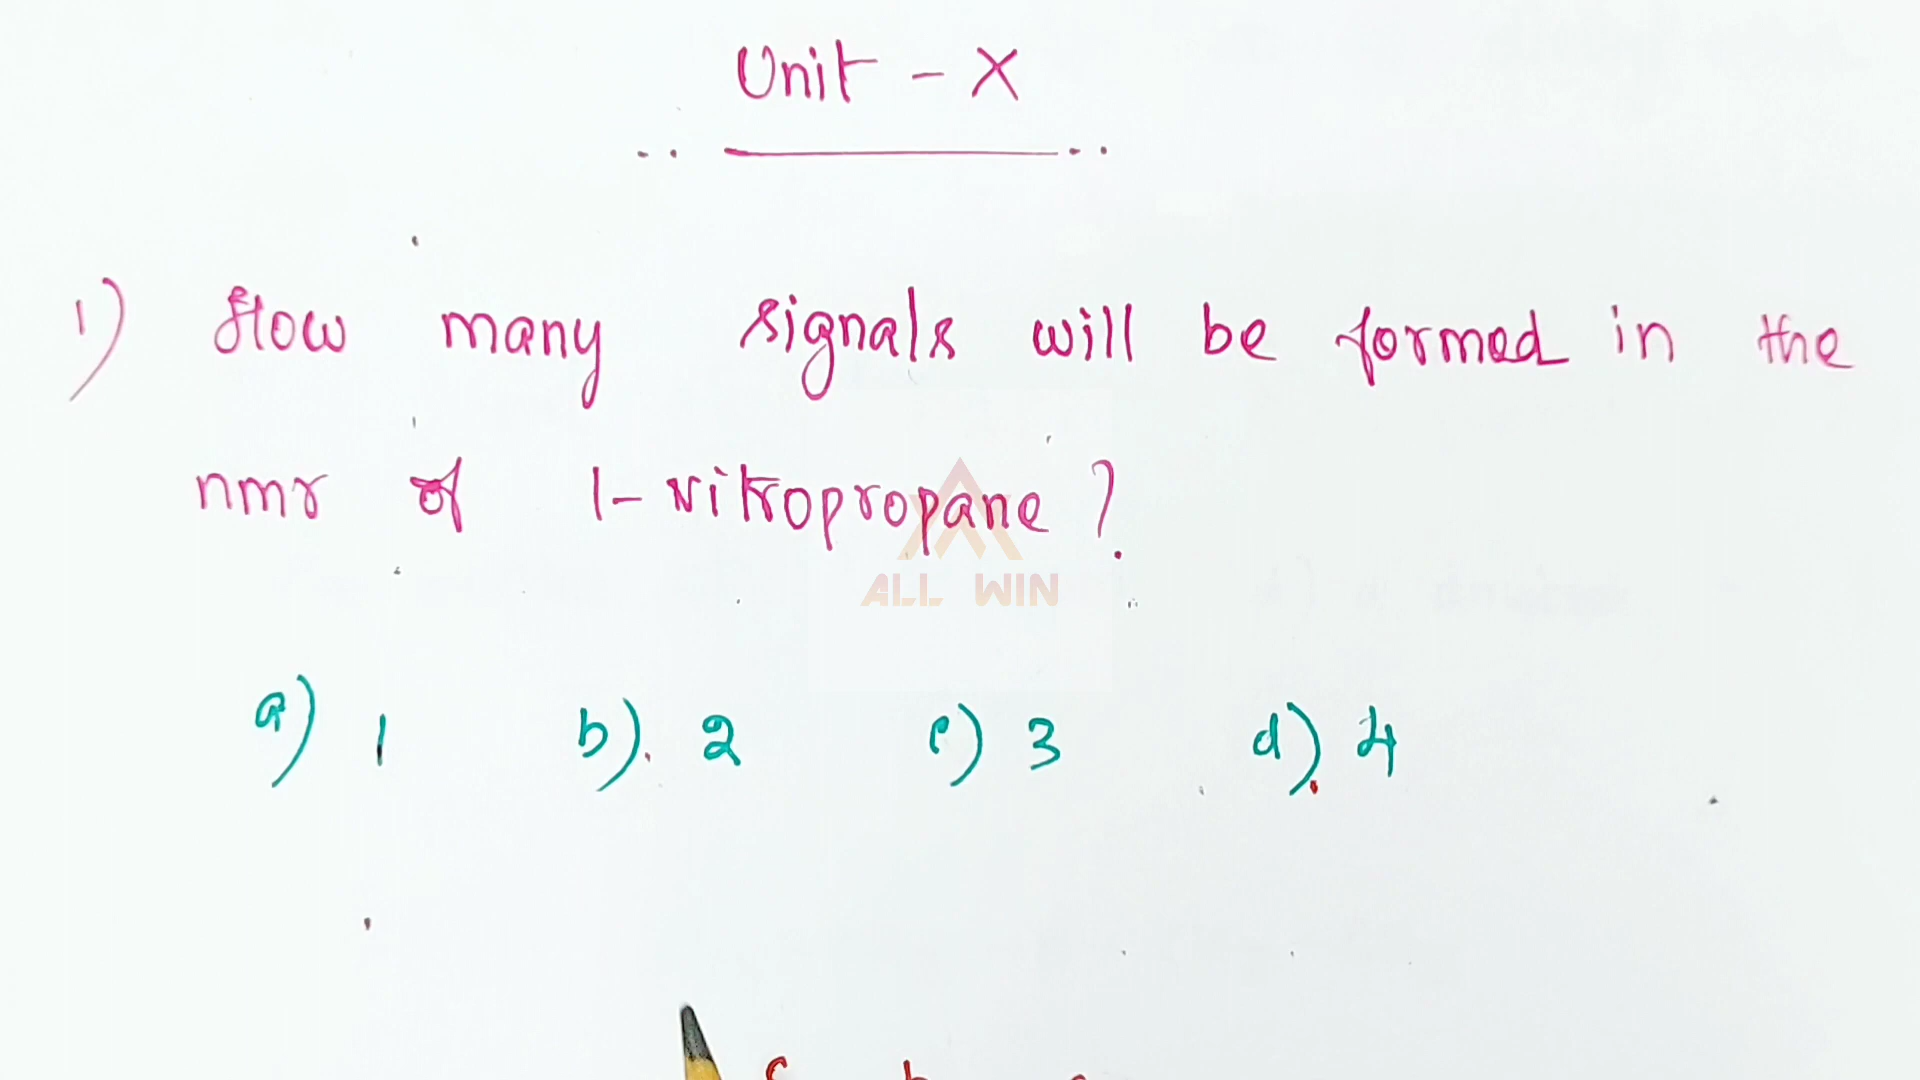 Unit - X
1) How many signals will be formed in the
nmr of 1-nitropropane?
ALL WIN
a) 1 b). 2 c) 3 d). 4